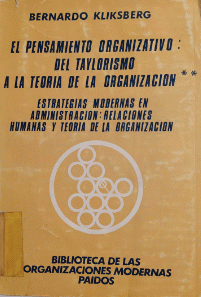 BERNARDO KLIKSBERG
EL PENSAMIENTO ORGANIZATIVO:
DEL TAYLORISMO
A LA TEORIA DE LA ORGANIZACION **
ESTRATEGIAS MODERNAS EN
ADMINISTRACION: RELACIONES
HUMANAS Y TEORIA DE LA ORGANIZACION
BIBLIOTECA DE LAS
ORGANIZACIONES MODERNAS
PAIDOS